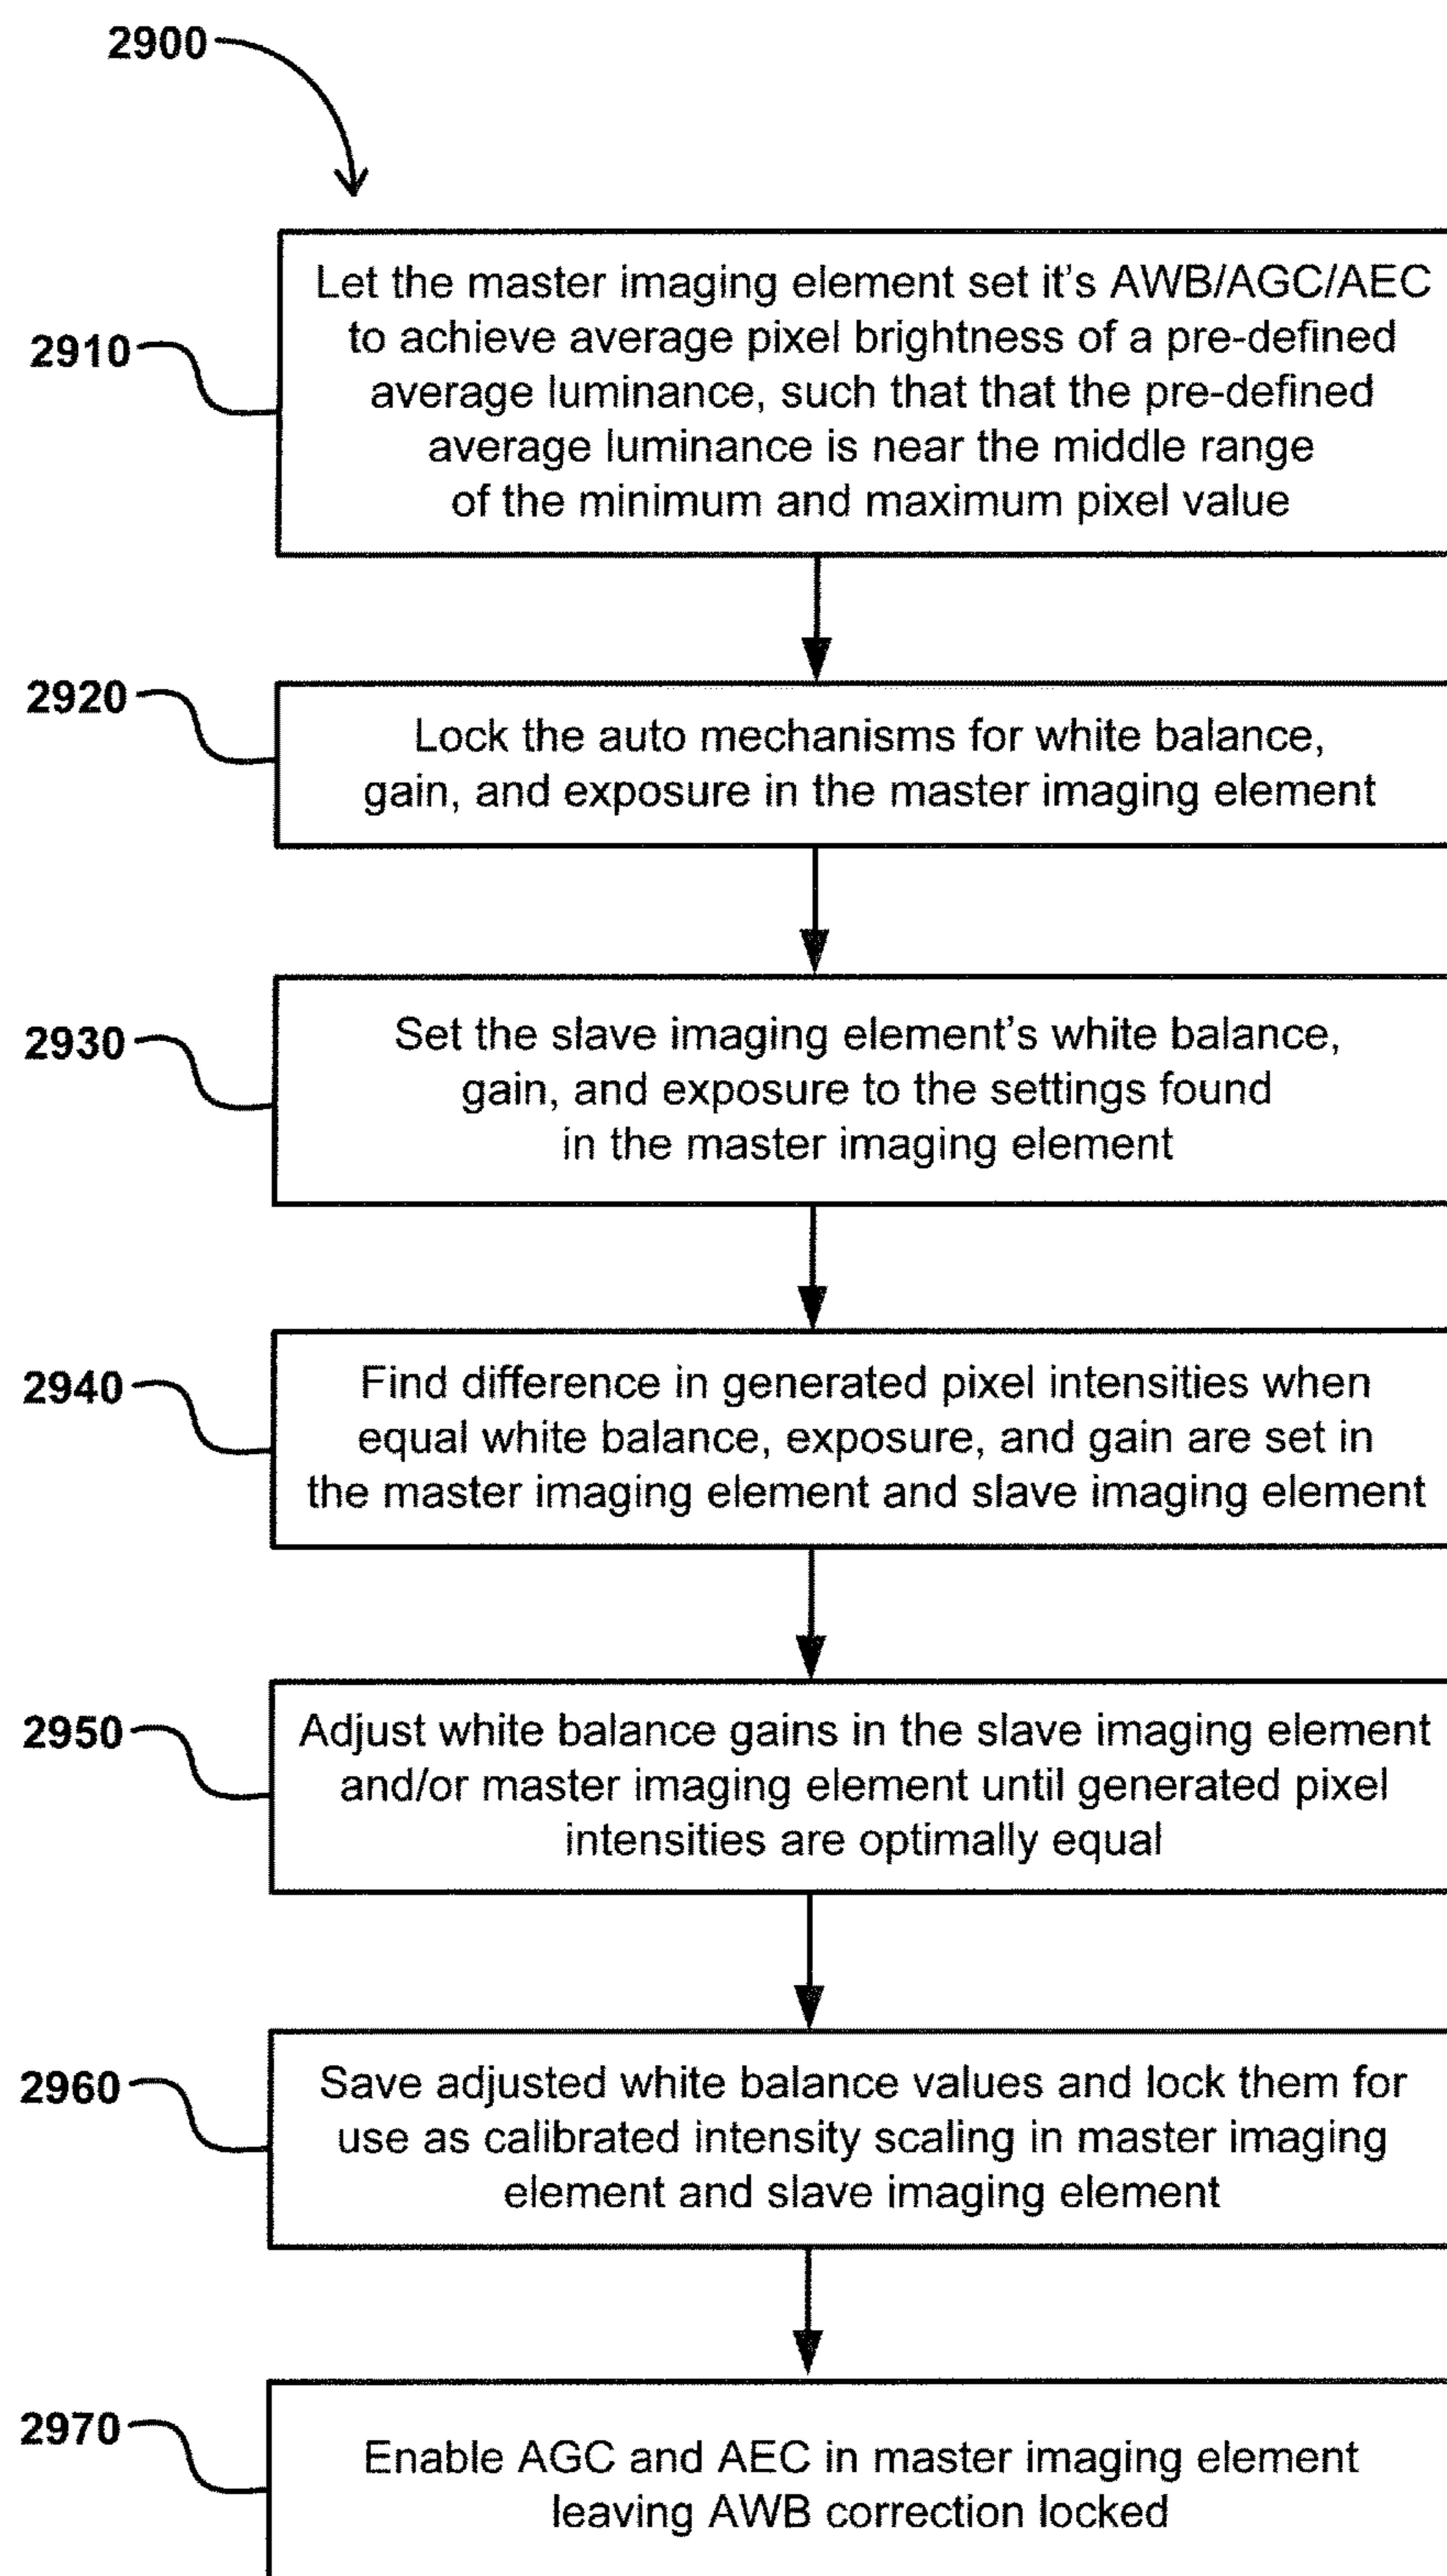 2900
2910
Let the master imaging element set it's AWB/AGC/AEC
to achieve average pixel brightness of a pre-defined
average luminance, such that that the pre-defined
average luminance is near the middle range
of the minimum and maximum pixel value
2920
Lock the auto mechanisms for white balance,
gain, and exposure in the master imaging element
2930
Set the slave imaging element's white balance,
gain, and exposure to the settings found
in the master imaging element
2940
Find difference in generated pixel intensities when
equal white balance, exposure, and gain are set in
the master imaging element and slave imaging element
2950
Adjust white balance gains in the slave imaging element
and/or master imaging element until generated pixel
intensities are optimally equal
2960
Save adjusted white balance values and lock them for
use as calibrated intensity scaling in master imaging
element and slave imaging element
2970
Enable AGC and AEC in master imaging element
leaving AWB correction locked